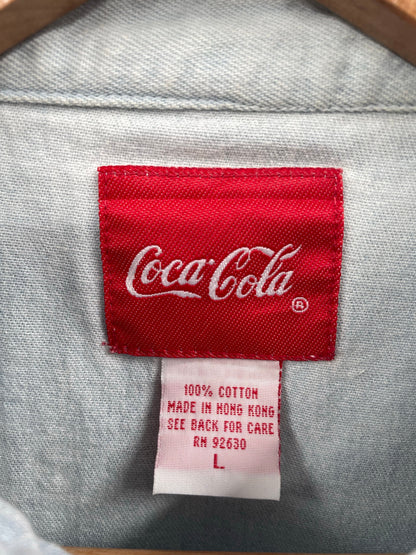 Coca-Cola ®
100% COTTON
MADE IN HONG KONG
SEE BACK FOR CARE
RN 92630
L